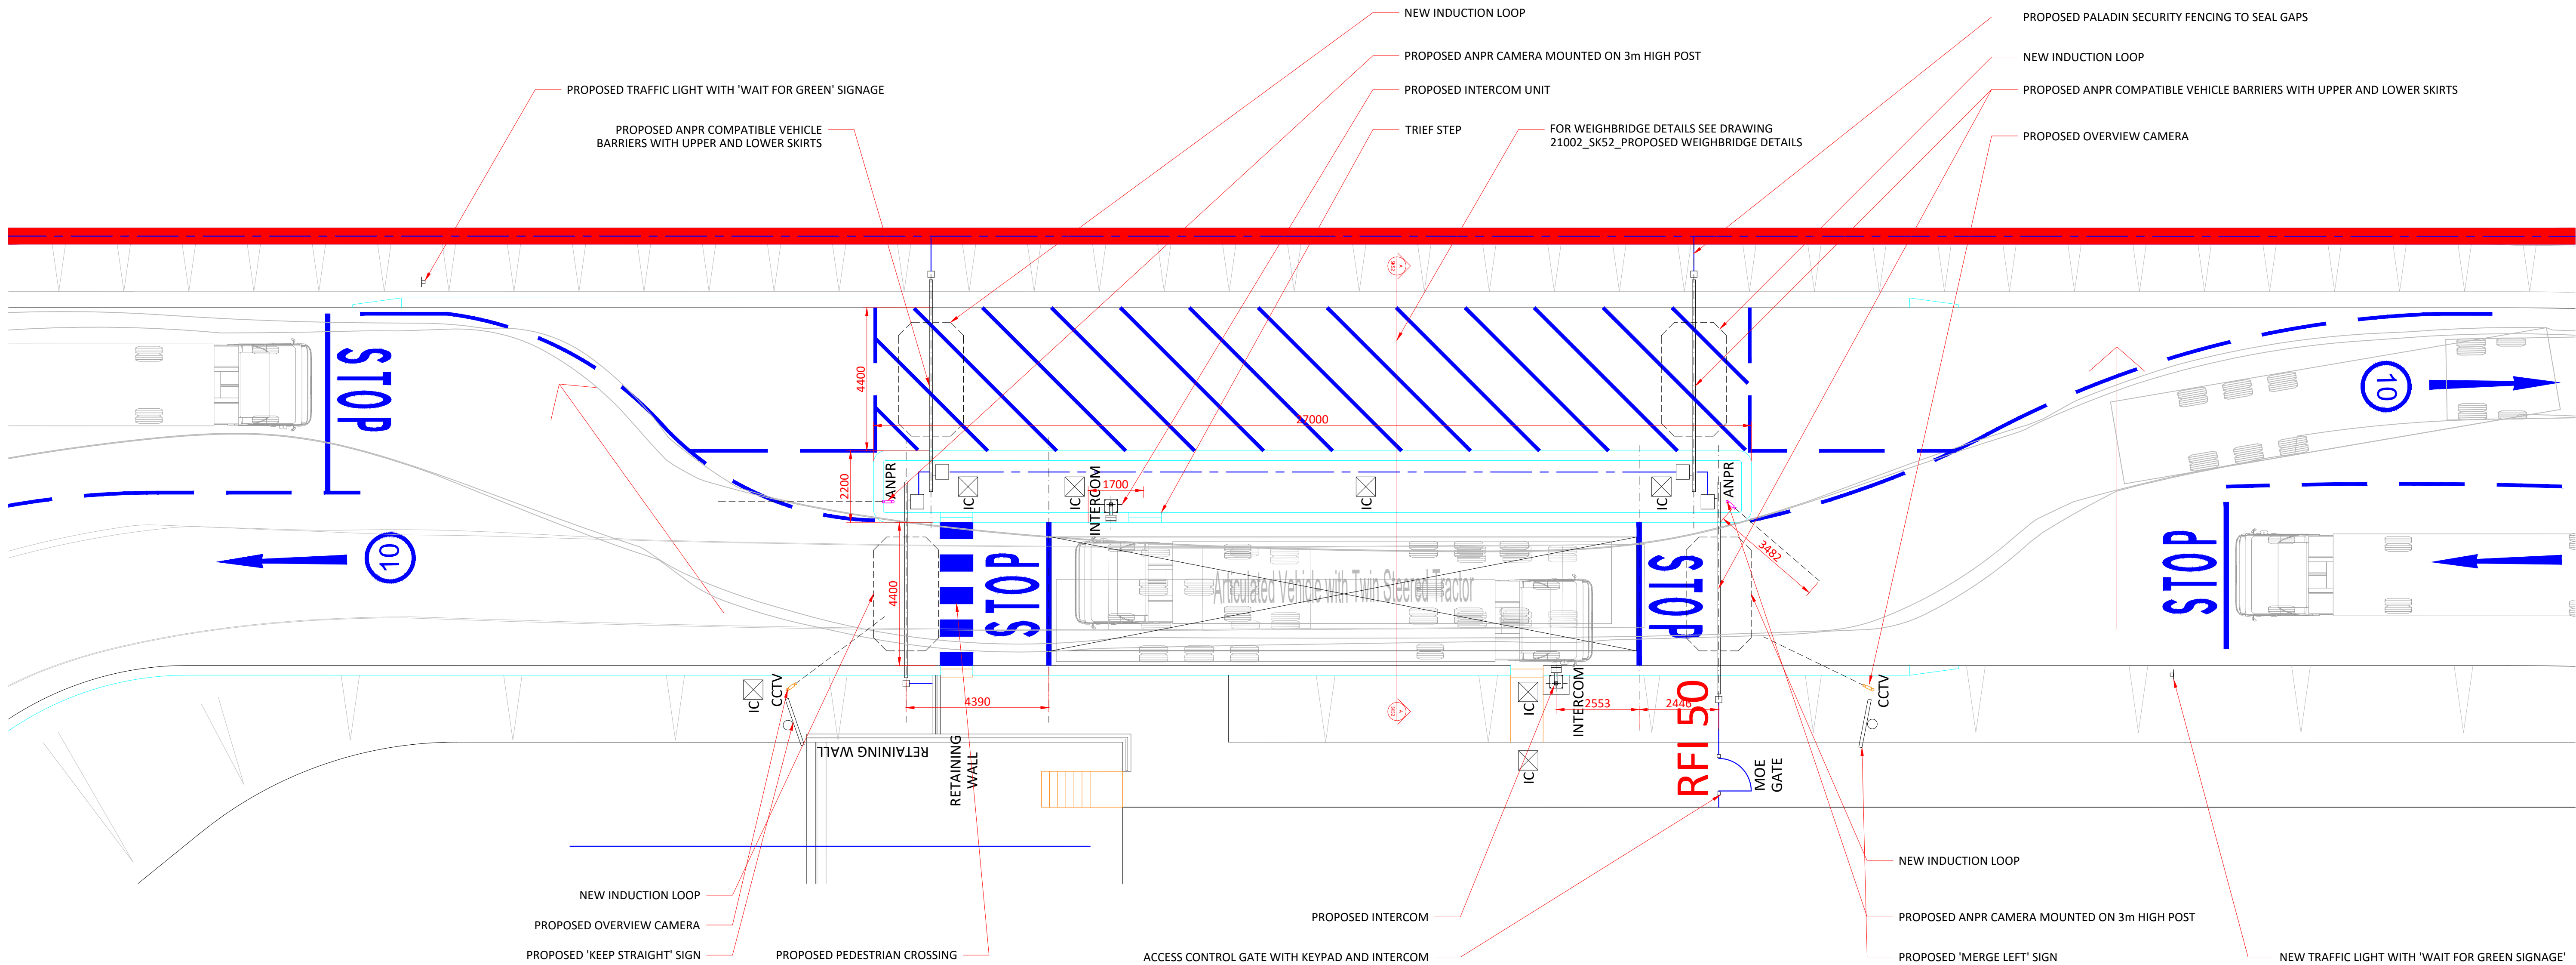 NEW INDUCTION LOOP
PROPOSED PALADIN SECURITY FENCING TO SEAL GAPS
PROPOSED ANPR CAMERA MOUNTED ON 3m HIGH POST
NEW INDUCTION LOOP
PROPOSED TRAFFIC LIGHT WITH 'WAIT FOR GREEN' SIGNAGE
PROPOSED INTERCOM UNIT
PROPOSED ANPR COMPATIBLE VEHICLE BARRIERS WITH UPPER AND LOWER SKIRTS
PROPOSED ANPR COMPATIBLE VEHICLE
BARRIERS WITH UPPER AND LOWER SKIRTS
TRIEF STEP
FOR WEIGHBRIDGE DETAILS SEE DRAWING
21002_SK52_PROPOSED WEIGHBRIDGE DETAILS
PROPOSED OVERVIEW CAMERA
A
SK52
STOP
4400
10
27000
2200
ANPR
IC
IC
1700
INTERCOM
IC
IC
ANPR
10
4400
STOP
Articulated Vehicle with Twin Steered Tractor
STOP
3482
STOP
IC
CCTV
4390
IC
INTERCOM
2553
2446
CCTV
RFI 50
RETAINING WALL
RETAINING
WALL
IC
MOE
GATE
A
SK52
NEW INDUCTION LOOP
NEW INDUCTION LOOP
PROPOSED OVERVIEW CAMERA
PROPOSED INTERCOM
PROPOSED ANPR CAMERA MOUNTED ON 3m HIGH POST
PROPOSED 'KEEP STRAIGHT' SIGN
PROPOSED PEDESTRIAN CROSSING
ACCESS CONTROL GATE WITH KEYPAD AND INTERCOM
PROPOSED 'MERGE LEFT' SIGN
NEW TRAFFIC LIGHT WITH 'WAIT FOR GREEN SIGNAGE'